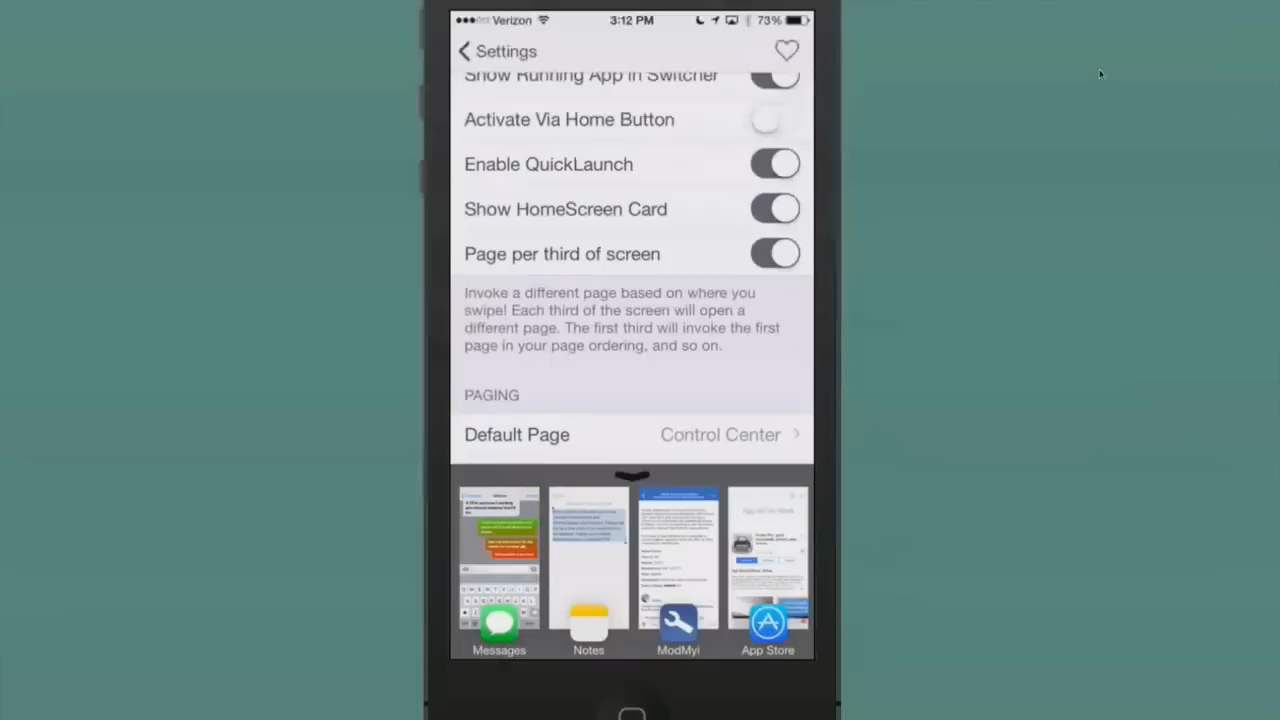 Verizon 3:12 PM 73%
Settings
Show Running App in Switcher
Activate Via Home Button
Enable QuickLaunch
Show HomeScreen Card
Page per third of screen
Invoke a different page based on where you
swipe! Each third of the screen will open a
different page. The first third will invoke the first
page in your page ordering, and so on.
PAGING
Default Page Control Center
Messages Notes ModMyi App Store